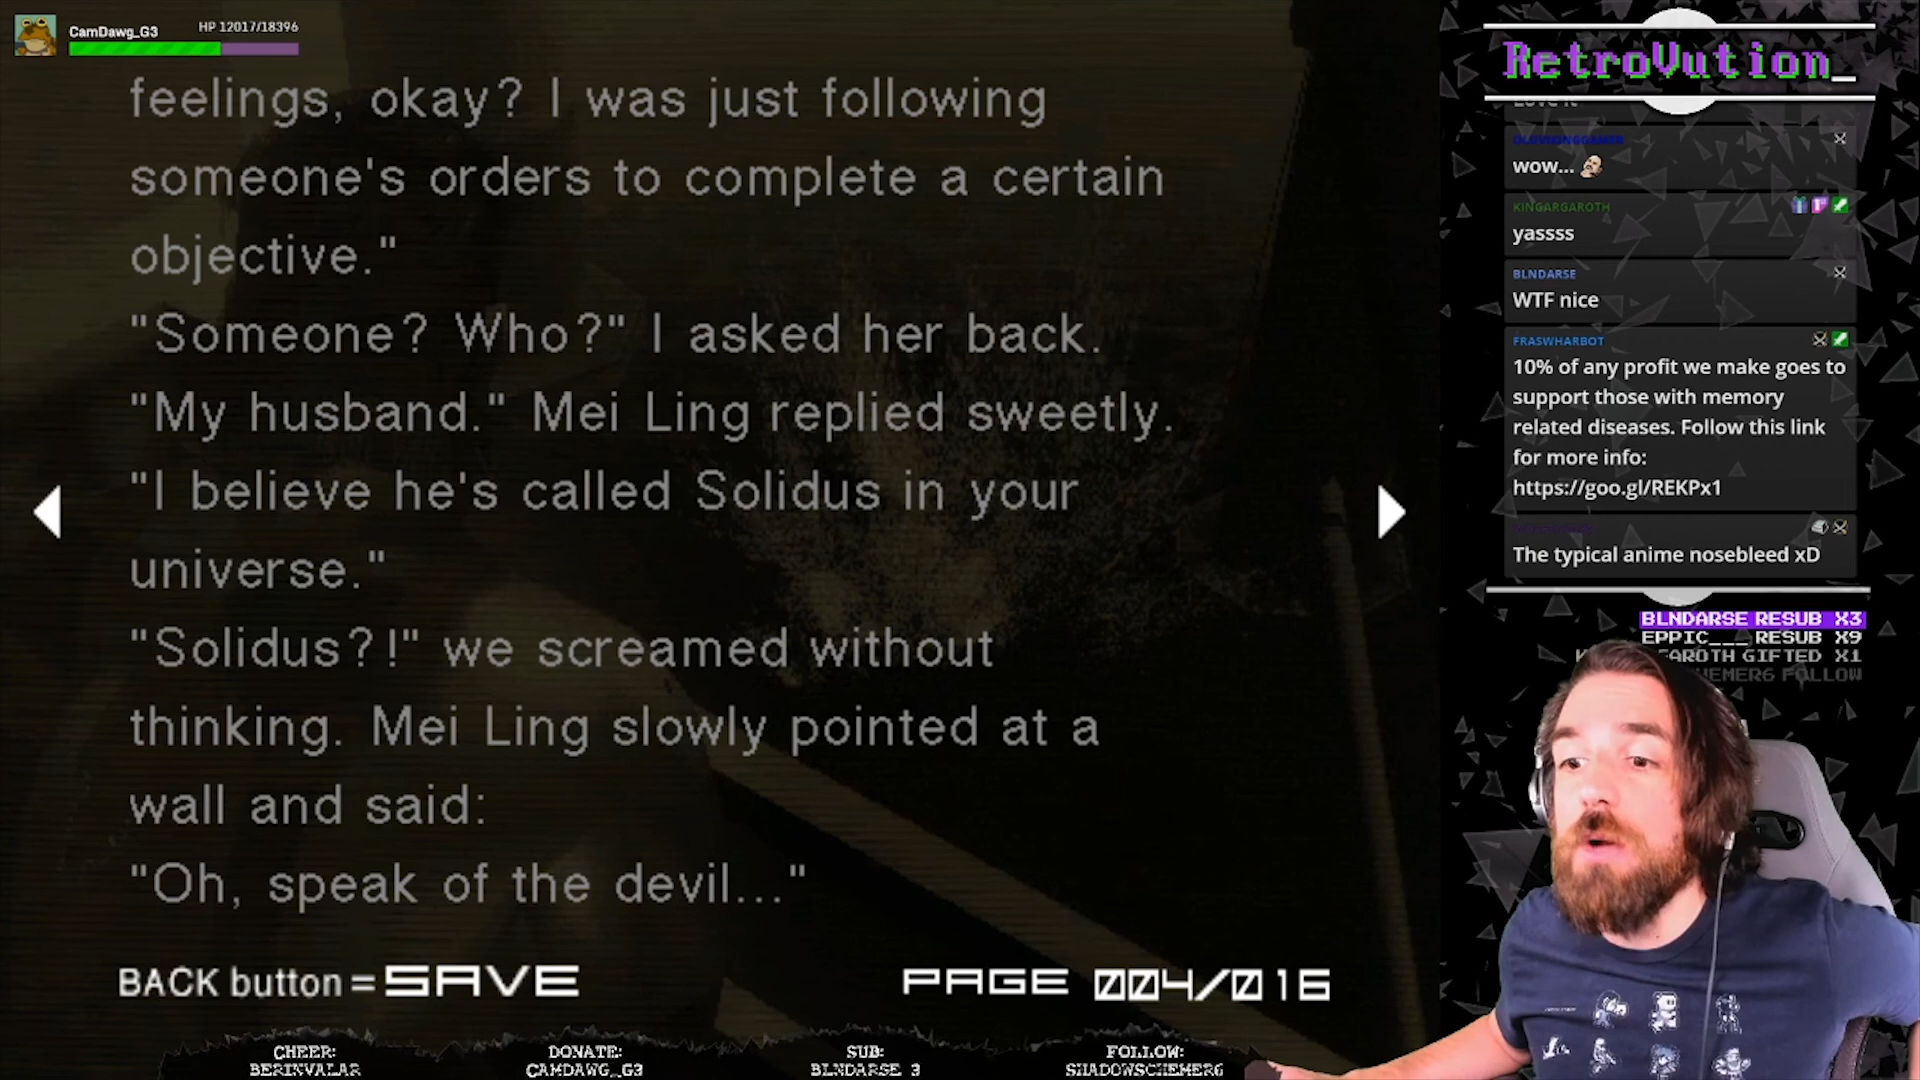 CamDawg_G3
HP 12017/18396
feelings, okay? I was just following
someone's orders to complete a certain
objective."
"Someone? Who?" I asked her back.
"My husband." Mei Ling replied sweetly.
"I believe he's called Solidus in your
universe."
"Solidus?!" we screamed without
thinking. Mei Ling slowly pointed at a
wall and said:
"Oh, speak of the devil..."
BACK button = SAVE
PAGE 004/016
RetroVution_
Love it
wow...
KINGARGAROTH
yassss
BLNDARSE
WTF nice
FRASWHARBOT
10% of any profit we make goes to
support those with memory
related diseases. Follow this link
for more info:
https://goo.gl/REKPx1
The typical anime nosebleed xD
BLNDARSE RESUB X3
EPPIC___ RESUB X9
GIFTED X1
FOLLOW
CHEER:
BERINVALAR
DONATE:
CAMDAWG_G3
SUB:
BLNDARSE 3
FOLLOW:
SHADOWSCHEMER6